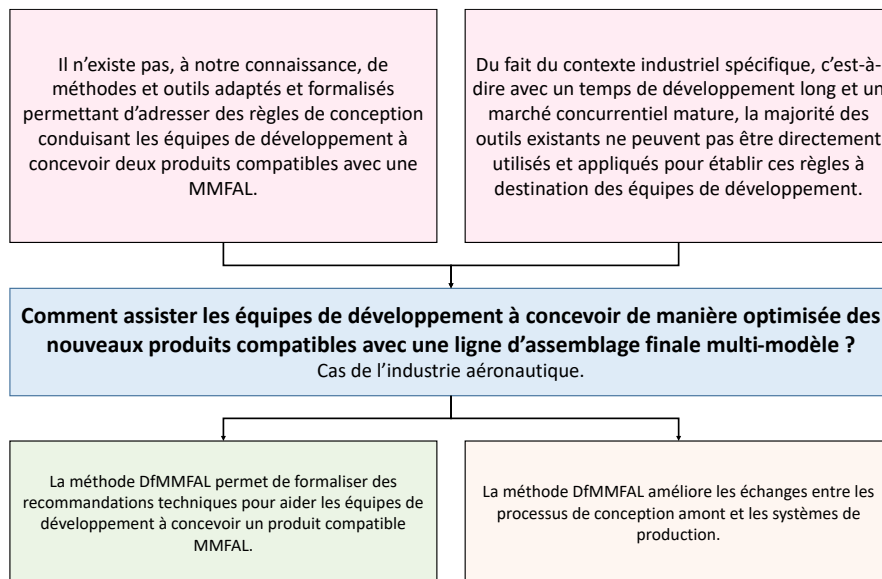 Il n’existe pas, à notre connaissance, de
méthodes et outils adaptés et formalisés
permettant d’adresser des règles de conception
conduisant les équipes de développement à
concevoir deux produits compatibles avec une
MMFAL.
Du fait du contexte industriel spécifique, c’est-à-
dire avec un temps de développement long et un
marché concurrentiel mature, la majorité des
outils existants ne peuvent pas être directement
utilisés et appliqués pour établir ces règles à
destination des équipes de développement.
Comment assister les équipes de développement à concevoir de manière optimisée des
nouveaux produits compatibles avec une ligne d’assemblage finale multi-modèle ?
Cas de l’industrie aéronautique.
La méthode DfMMFAL permet de formaliser des
recommandations techniques pour aider les équipes de
développement à concevoir un produit compatible
MMFAL.
La méthode DfMMFAL améliore les échanges entre les
processus de conception amont et les systèmes de
production.